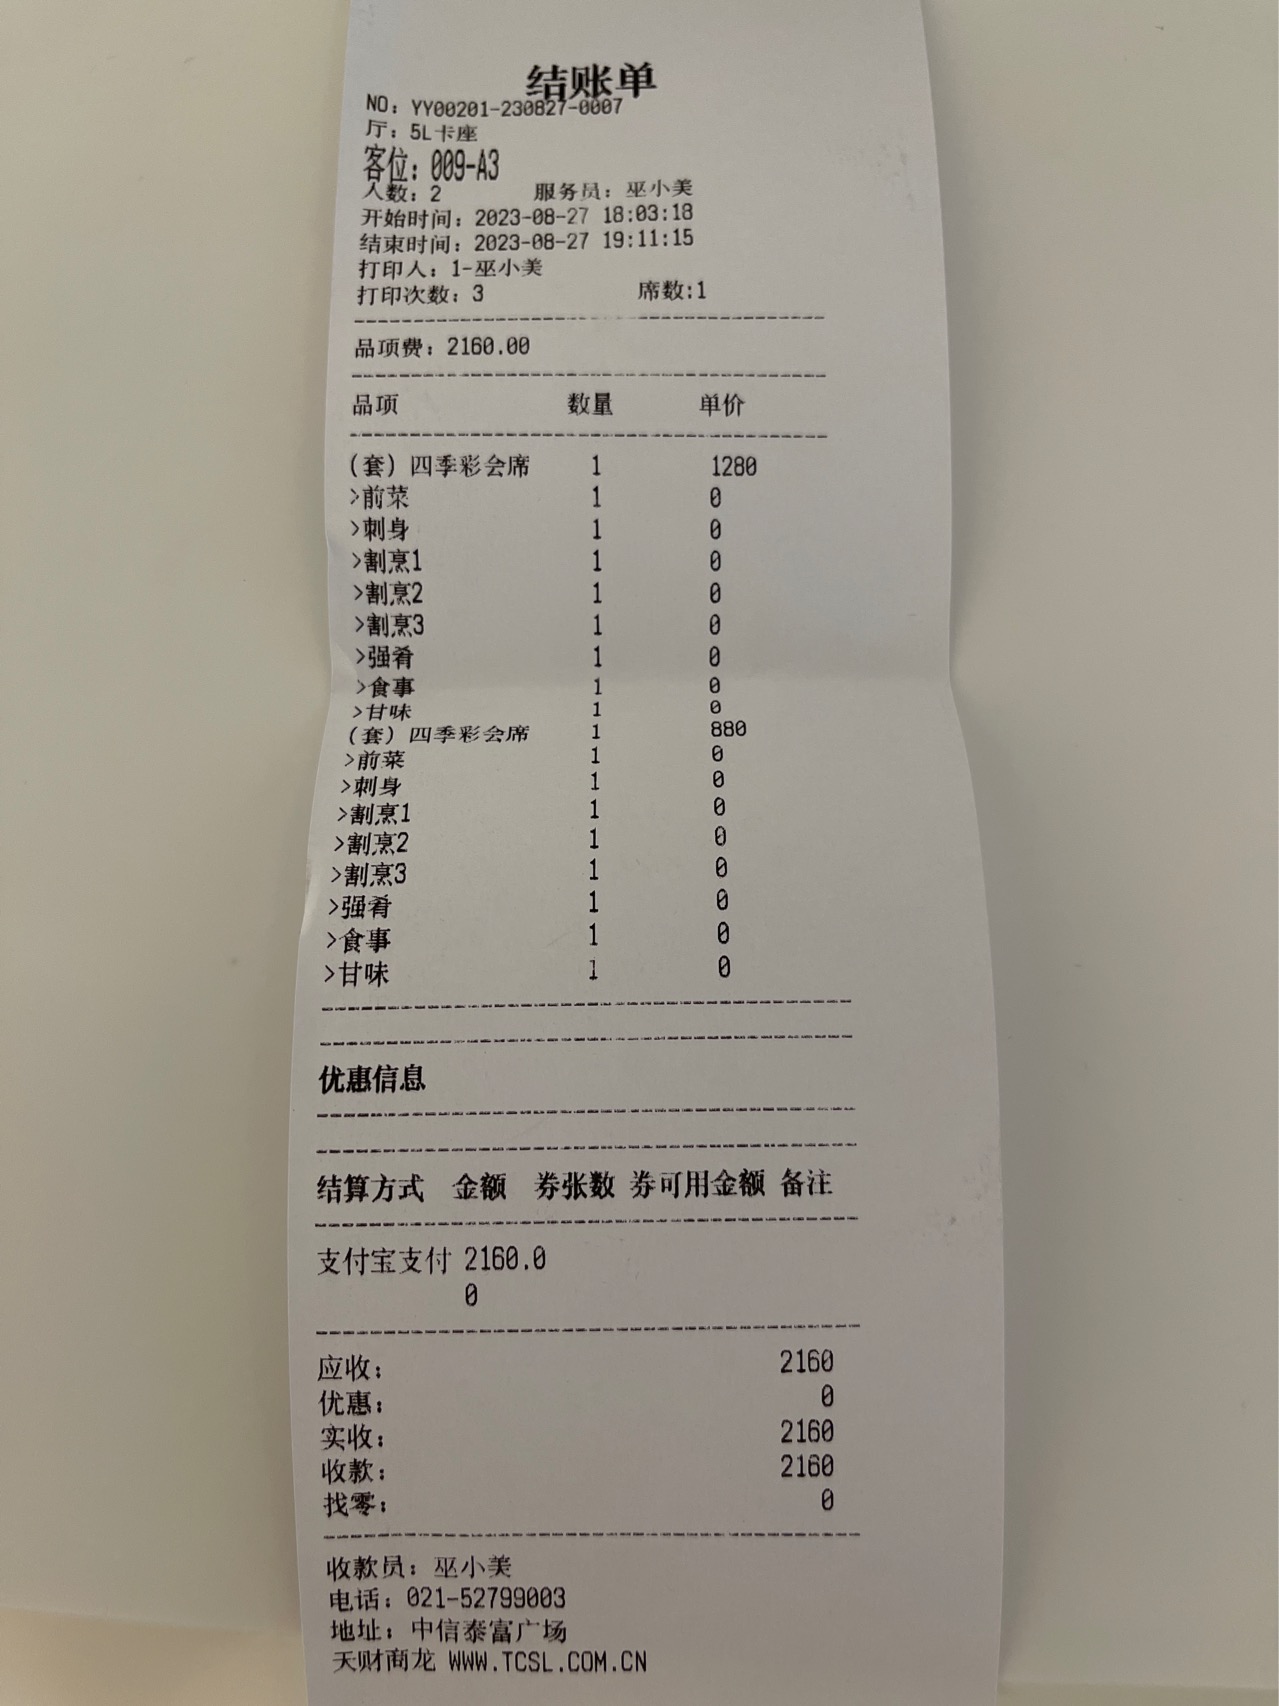 结账单
NO: YY00201-230827-0007
厅: 5L卡座
客位: 009-A3
人数: 2 服务员: 巫小美
开始时间: 2023-08-27 18:03:18
结束时间: 2023-08-27 19:11:15
打印人: 1-巫小美
打印次数: 3 席数:1
品项费: 2160.00
品项 数量 单价
(套) 四季彩会席 1 1280
>前菜 1 0
>刺身 1 0
>割烹1 1 0
>割烹2 1 0
>割烹3 1 0
>强肴 1 0
>食事 1 0
>甘味 1 0
(套) 四季彩会席 1 880
>前菜 1 0
>刺身 1 0
>割烹1 1 0
>割烹2 1 0
>割烹3 1 0
>强肴 1 0
>食事 1 0
>甘味 1 0
优惠信息
结算方式 金额 券张数 券可用金额 备注
支付宝支付 2160.0
0
应收: 2160
优惠: 0
实收: 2160
收款: 2160
找零: 0
收款员: 巫小美
电话: 021-52799003
地址: 中信泰富广场
天财商龙 WWW.TCSL.COM.CN